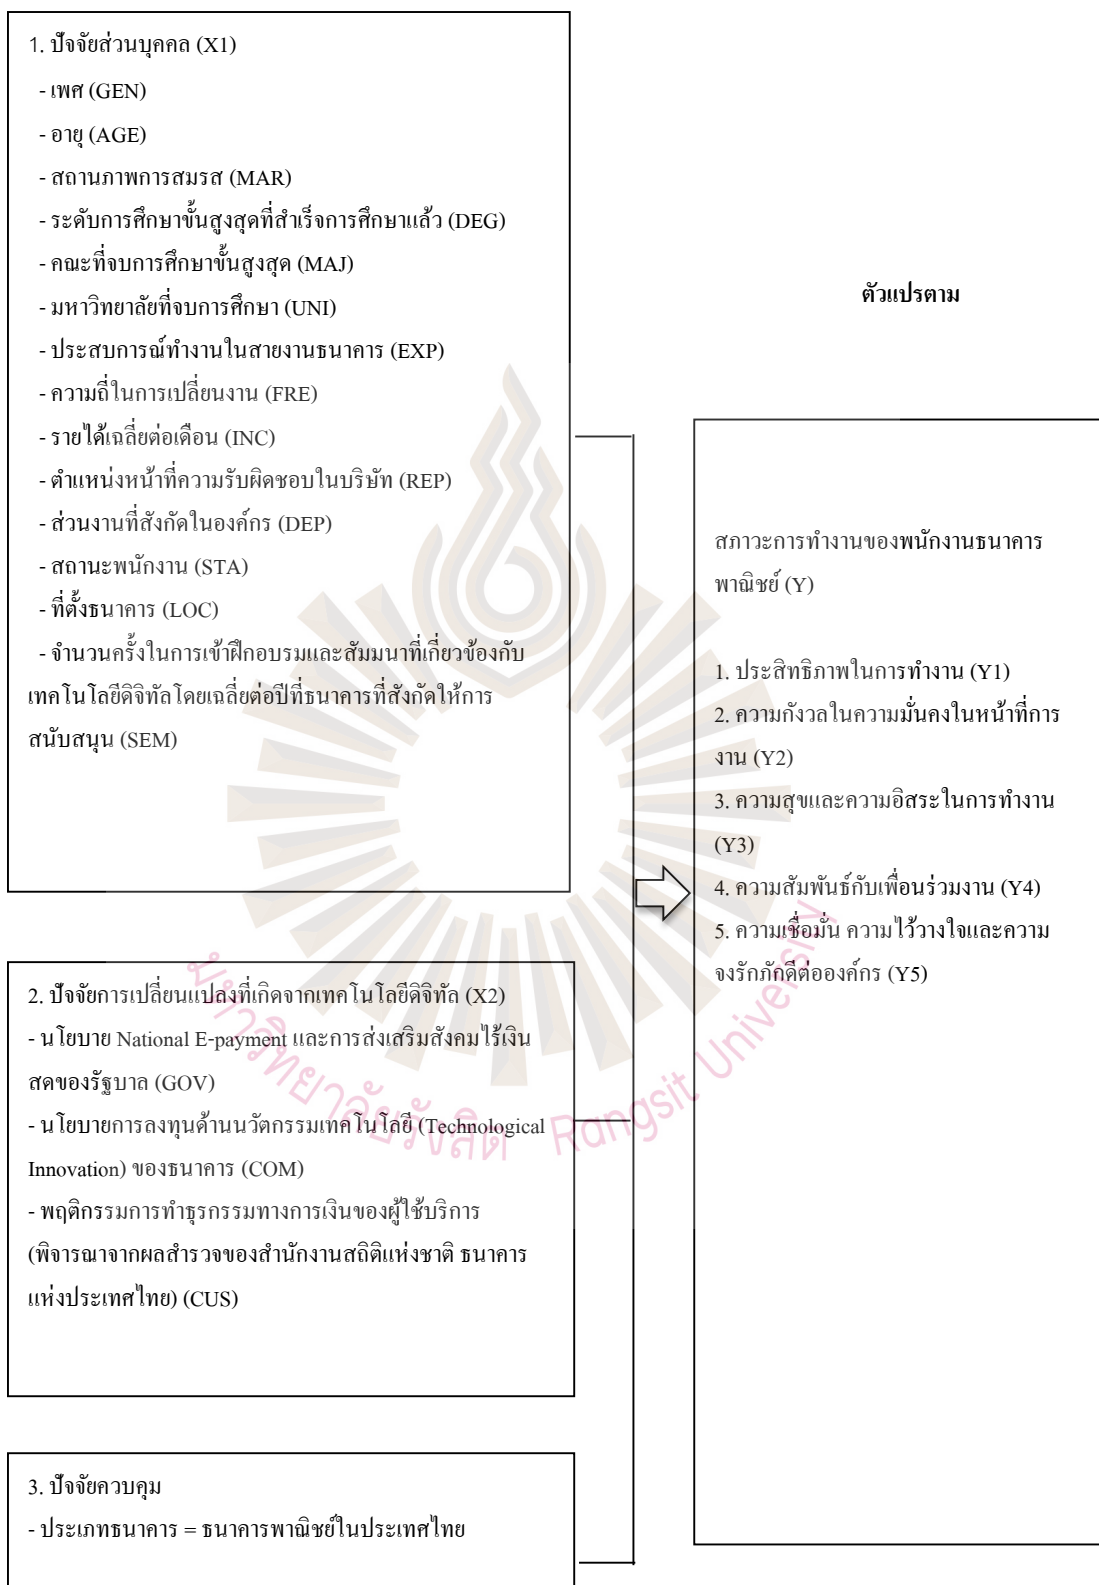 1. ปัจจัยส่วนบุคคล (X1)
- เพศ (GEN)
- อายุ (AGE)
- สถานภาพการสมรส (MAR)
- ระดับการศึกษาขั้นสูงสุดที่สำเร็จการศึกษาแล้ว (DEG)
- คณะที่จบการศึกษาขั้นสูงสุด (MAJ)
- มหาวิทยาลัยที่จบการศึกษา (UNI)
- ประสบการณ์ทำงานในสายงานธนาคาร (EXP)
- ความถี่ในการเปลี่ยนงาน (FRE)
- รายได้เฉลี่ยต่อเดือน (INC)
- ตำแหน่งหน้าที่ความรับผิดชอบในบริษัท (REP)
- ส่วนงานที่สังกัดในองค์กร (DEP)
- สถานะพนักงาน (STA)
- ที่ตั้งธนาคาร (LOC)
- จำนวนครั้งในการเข้าฝึกอบรมและสัมมนาที่เกี่ยวข้องกับ
เทคโนโลยีดิจิทัลโดยเฉลี่ยต่อปีที่ธนาคารที่สังกัดให้การ
สนับสนุน (SEM)
2. ปัจจัยการเปลี่ยนแปลงที่เกิดจากเทคโนโลยีดิจิทัล (X2)
- นโยบาย National E-payment และการส่งเสริมสังคมไร้เงิน
สดของรัฐบาล (GOV)
- นโยบายการลงทุนด้านนวัตกรรมเทคโนโลยี (Technological
Innovation) ของธนาคาร (COM)
- พฤติกรรมการทำธุรกรรมทางการเงินของผู้ใช้บริการ
(พิจารณาจากผลสำรวจของสำนักงานสถิติแห่งชาติ ธนาคาร
แห่งประเทศไทย) (CUS)
3. ปัจจัยควบคุม
- ประเภทธนาคาร = ธนาคารพาณิชย์ในประเทศไทย
ตัวแปรตาม
สภาวะการทำงานของพนักงานธนาคาร
พาณิชย์ (Y)
1. ประสิทธิภาพในการทำงาน (Y1)
2. ความกังวลในความมั่นคงในหน้าที่การ
งาน (Y2)
3. ความสุขและความอิสระในการทำงาน
(Y3)
4. ความสัมพันธ์กับเพื่อนร่วมงาน (Y4)
5. ความเชื่อมั่น ความไว้วางใจและความ
จงรักภักดีต่อองค์กร (Y5)
มหาวิทยาลัยรังสิต Rangsit University